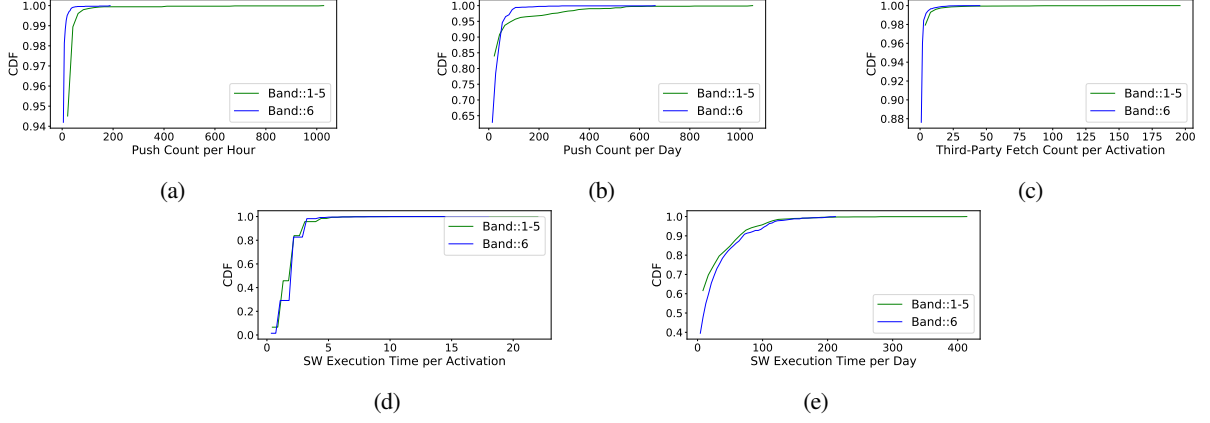 CDF
1.00
0.99
0.98
0.97
0.96
0.95
0.94
0 200 400 600 800 1000
Push Count per Hour
Band::1-5
Band::6
(a)
CDF
1.00
0.95
0.90
0.85
0.80
0.75
0.70
0.65
0 200 400 600 800 1000
Push Count per Day
Band::1-5
Band::6
(b)
CDF
1.00
0.98
0.96
0.94
0.92
0.90
0.88
0 25 50 75 100 125 150 175 200
Third-Party Fetch Count per Activation
Band::1-5
Band::6
(c)
CDF
1.0
0.8
0.6
0.4
0.2
0.0
0 5 10 15 20
SW Execution Time per Activation
Band::1-5
Band::6
(d)
CDF
1.0
0.9
0.8
0.7
0.6
0.5
0.4
0 100 200 300 400
SW Execution Time per Day
Band::1-5
Band::6
(e)